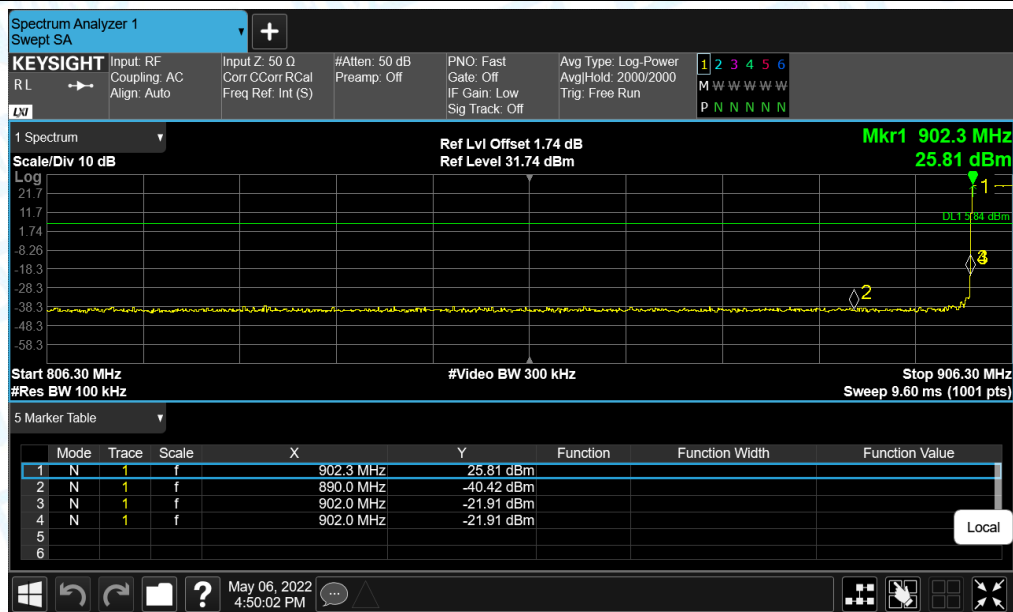 Spectrum Analyzer 1
Swept SA
+
KEYSIGHT
RL
LXI
Input: RF
Coupling: AC
Align: Auto
Input Z: 50 Ω
Corr CCorr RCal
Freq Ref: Int (S)
#Atten: 50 dB
Preamp: Off
PNO: Fast
Gate: Off
IF Gain: Low
Sig Track: Off
Avg Type: Log-Power
Avg|Hold: 2000/2000
Trig: Free Run
1 2 3 4 5 6
M W W W W W
P N N N N N
1 Spectrum
Scale/Div 10 dB
Ref Lvl Offset 1.74 dB
Ref Level 31.74 dBm
Mkr1 902.3 MHz
25.81 dBm
Log
21.7
11.7
1.74
-8.26
-18.3
-28.3
-38.3
-48.3
-58.3
1
DL1 5.84 dBm
2
Start 806.30 MHz
#Res BW 100 kHz
#Video BW 300 kHz
Stop 906.30 MHz
Sweep 9.60 ms (1001 pts)
5 Marker Table
Mode Trace Scale X Y Function Function Width Function Value
1 N 1 f 902.3 MHz 25.81 dBm
2 N 1 f 890.0 MHz -40.42 dBm
3 N 1 f 902.0 MHz -21.91 dBm
4 N 1 f 902.0 MHz -21.91 dBm
5
6
Local
?
May 06, 2022
4:50:02 PM